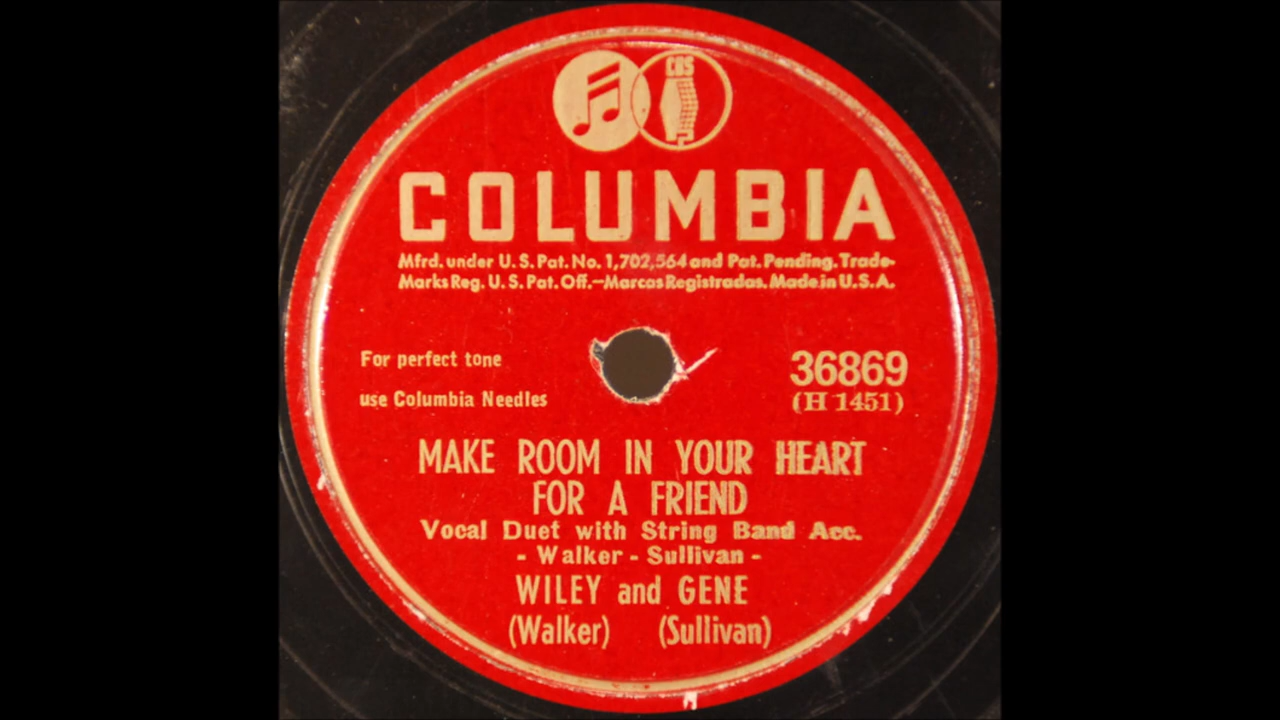 CBS
COLUMBIA
Mfrd. under U.S. Pat. No. 1,702,564 and Pat. Pending. Trade-
Marks Reg. U.S. Pat. Off.—Marcas Registradas. Made in U.S.A.
For perfect tone
36869
use Columbia Needles
(H 1451)
MAKE ROOM IN YOUR HEART
FOR A FRIEND
Vocal Duet with String Band Acc.
- Walker - Sullivan -
WILEY and GENE
(Walker) (Sullivan)